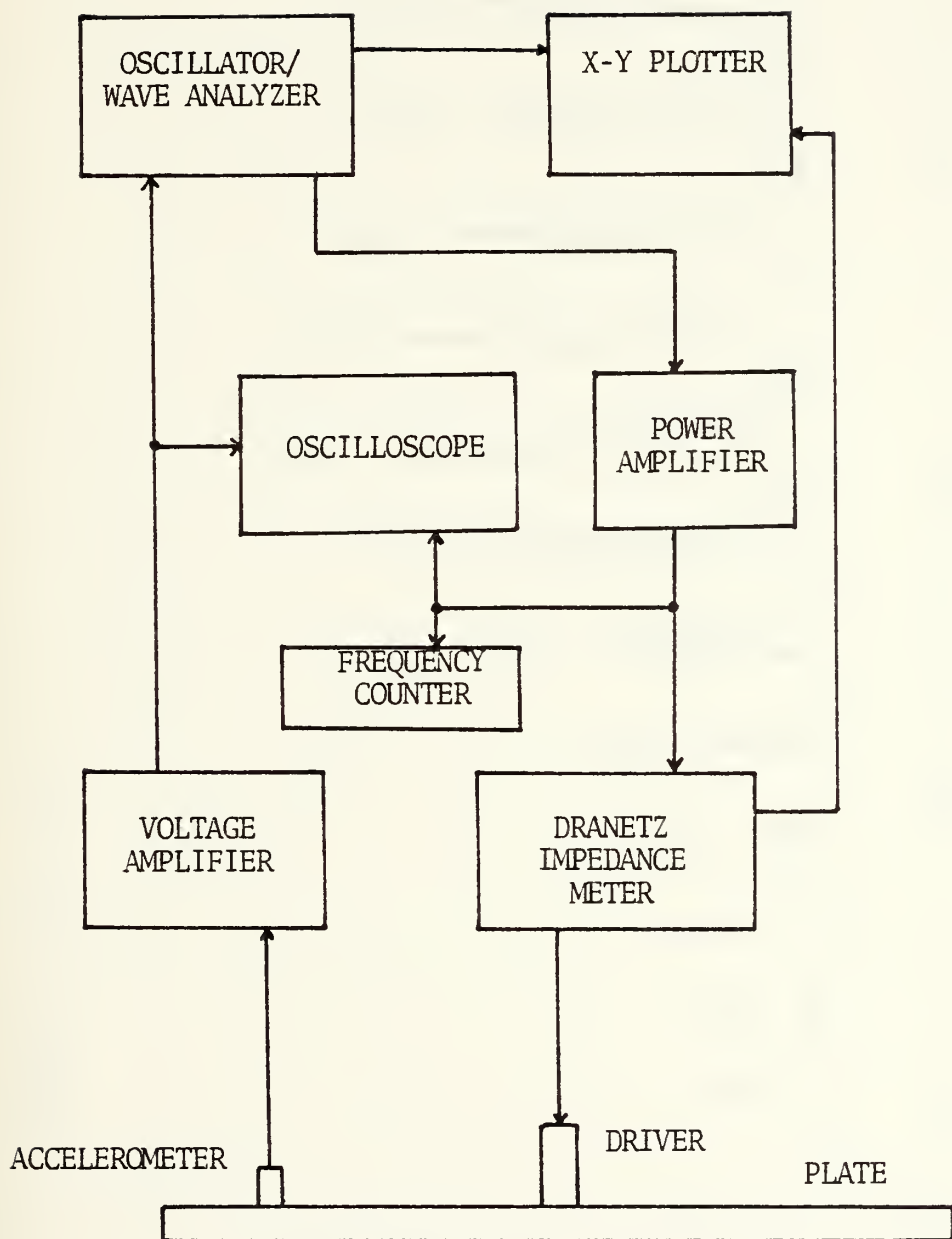 OSCILLATOR/
WAVE ANALYZER
X-Y PLOTTER
OSCILLOSCOPE
POWER
AMPLIFIER
FREQUENCY
COUNTER
VOLTAGE
AMPLIFIER
DRANETZ
IMPEDANCE
METER
ACCELEROMETER
DRIVER
PLATE